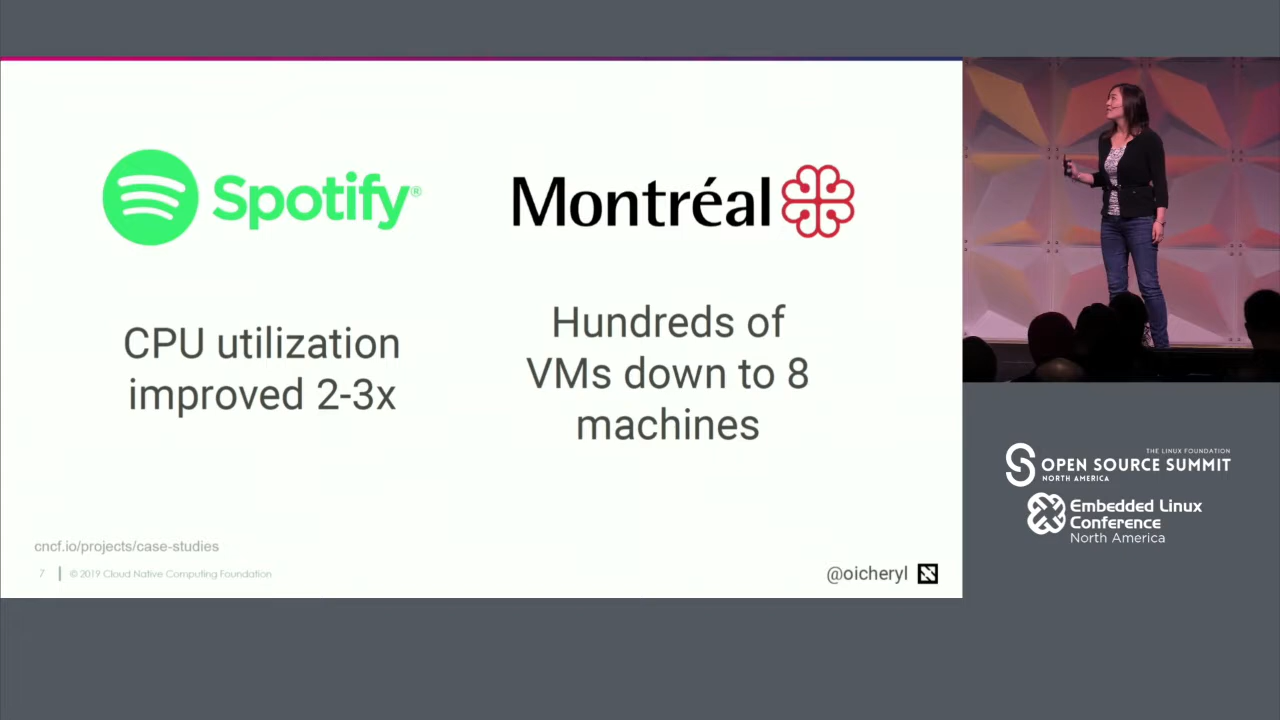 Spotify®
CPU utilization
improved 2-3x
Montréal
Hundreds of
VMs down to 8
machines
cncf.io/projects/case-studies
7 | © 2019 Cloud Native Computing Foundation
@oicheryl
THE LINUX FOUNDATION
OPEN SOURCE SUMMIT
NORTH AMERICA
Embedded Linux
Conference
North America